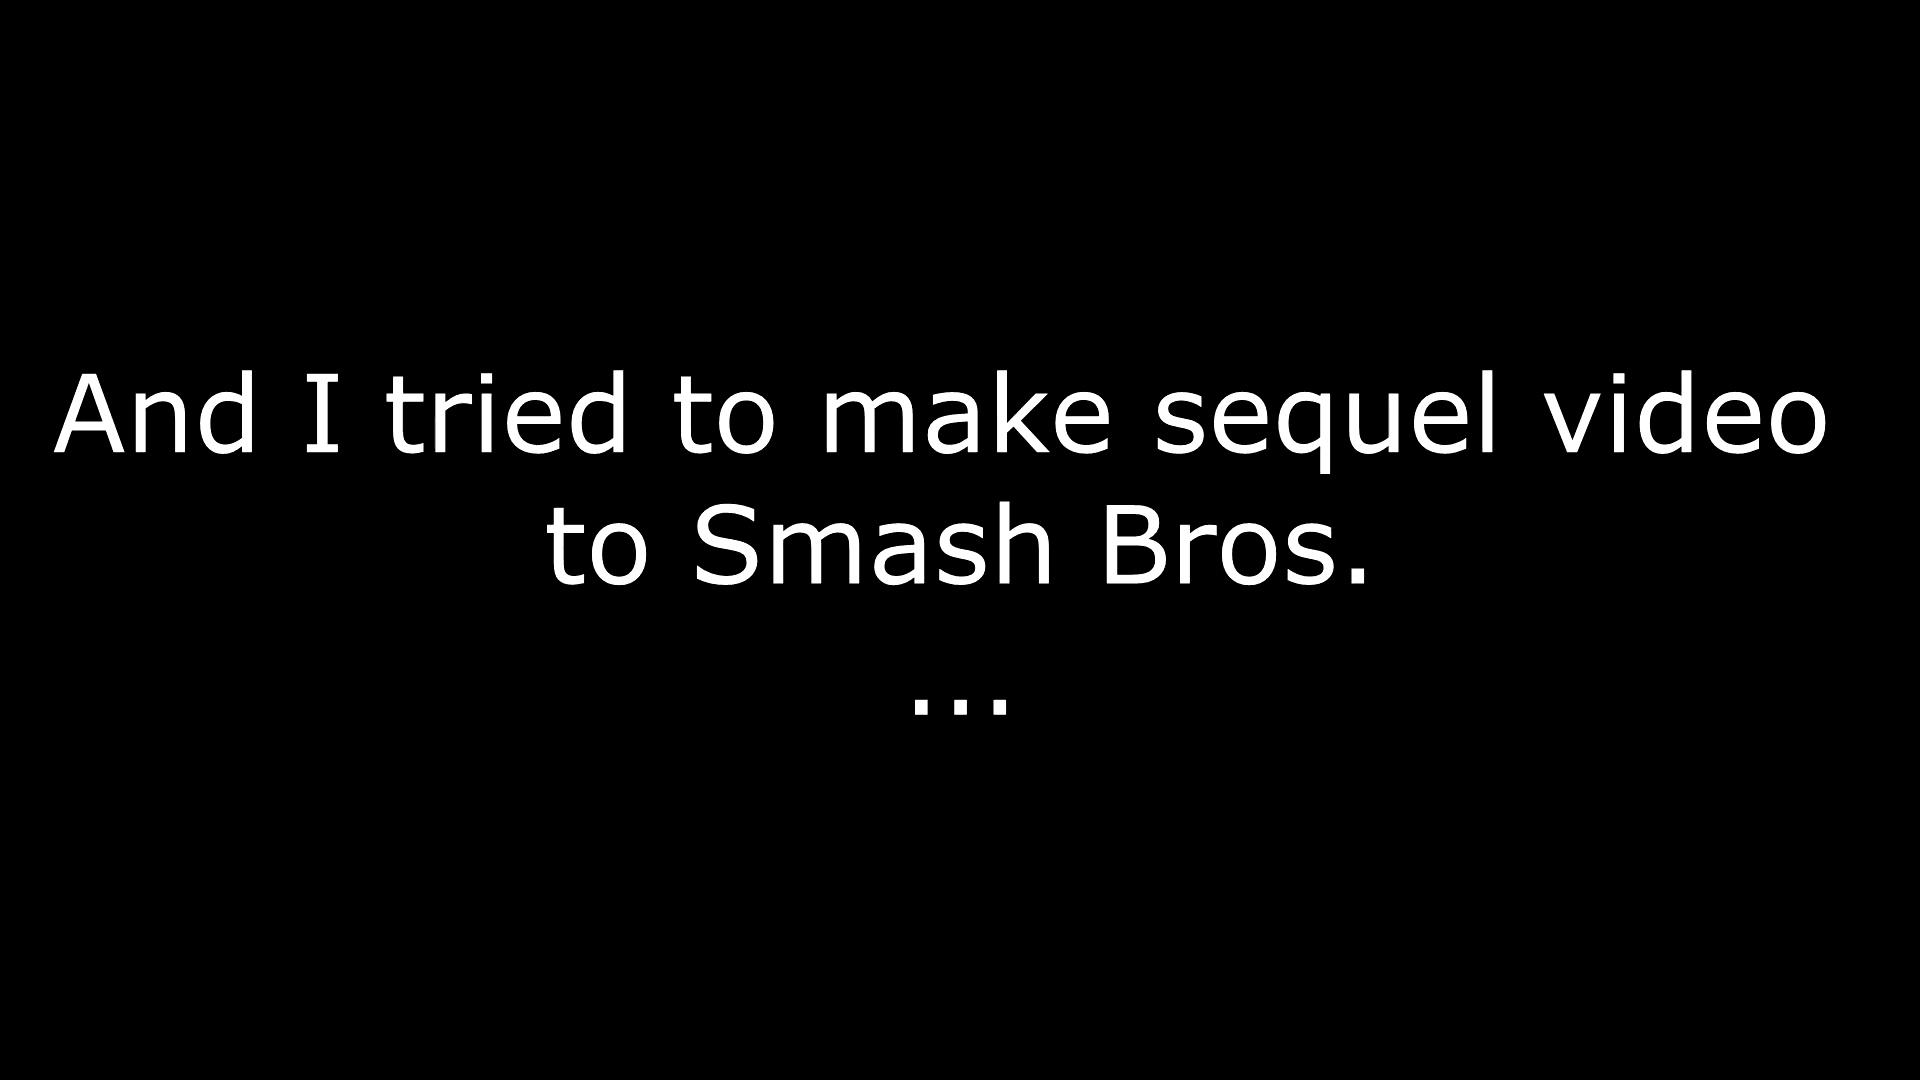 And I tried to make sequel video
to Smash Bros.
...